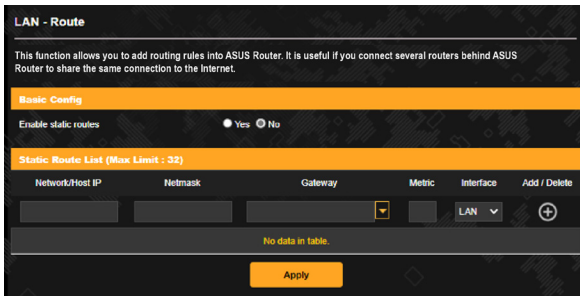 LAN - Route
This function allows you to add routing rules into ASUS Router. It is useful if you connect several routers behind ASUS
Router to share the same connection to the Internet.
Basic Config
Enable static routes Yes No
Static Route List (Max Limit : 32)
Network/Host IP Netmask Gateway Metric Interface Add / Delete
LAN
No data in table.
Apply